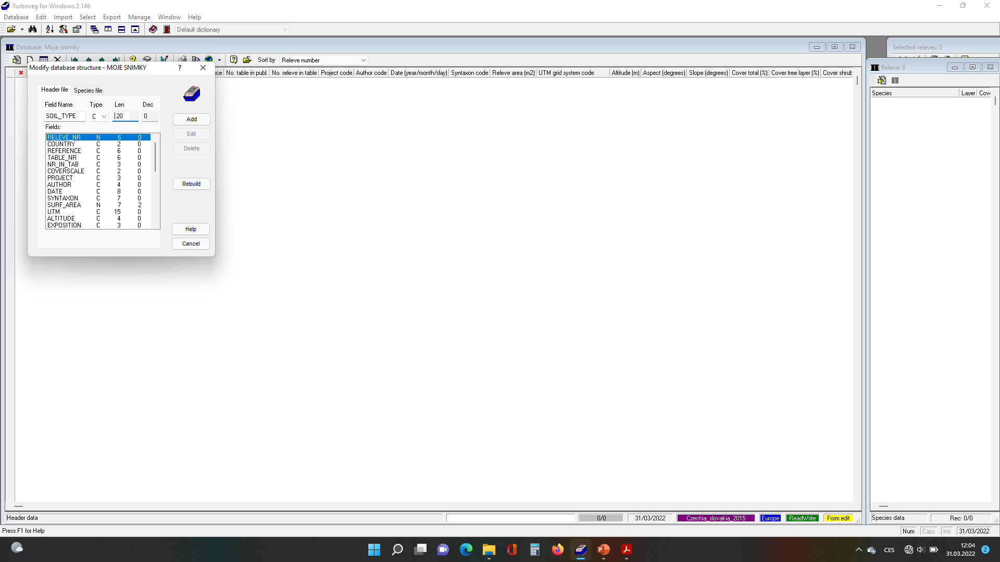 Turboveg for Windows 2.146
Database Edit Import Select Export Manage Window Help
Default dictionary
Database: Moje snimky
Selected releves: 0
Sort by Releve number
Modify database structure - MOJE SNIMKY ?
ce No. table in publ. No. releve in table Project code Author code Date (year/month/day) Syntaxon code Releve area (m2) UTM grid system code Altitude (m) Aspect (degrees) Slope (degrees) Cover total (%) Cover tree layer (%) Cover shrub
Releve: 0
Species Layer Cov
Header file Species file
Field Name Type Len Dec
SOIL_TYPE C 20 0
Fields:
RELEVE_NR N 6 0
COUNTRY C 2 0
REFERENCE C 6 0
TABLE_NR C 6 0
NR_IN_TAB C 3 0
COVERSCALE C 2 0
PROJECT C 3 0
AUTHOR C 4 0
DATE C 8 0
SYNTAXON C 7 0
SURF_AREA N 7 2
UTM C 15 0
ALTITUDE C 4 0
EXPOSITION C 3 0
Add
Edit
Delete
Rebuild
Help
Cancel
Header data 0/0 31/03/2022 Czechia_slovakia_2015 Europe ReadWrite Form edit
Species data Rec: 0/0
Press F1 for Help
Num Caps Ins 31/03/2022
CES
12:04
31.03.2022
2